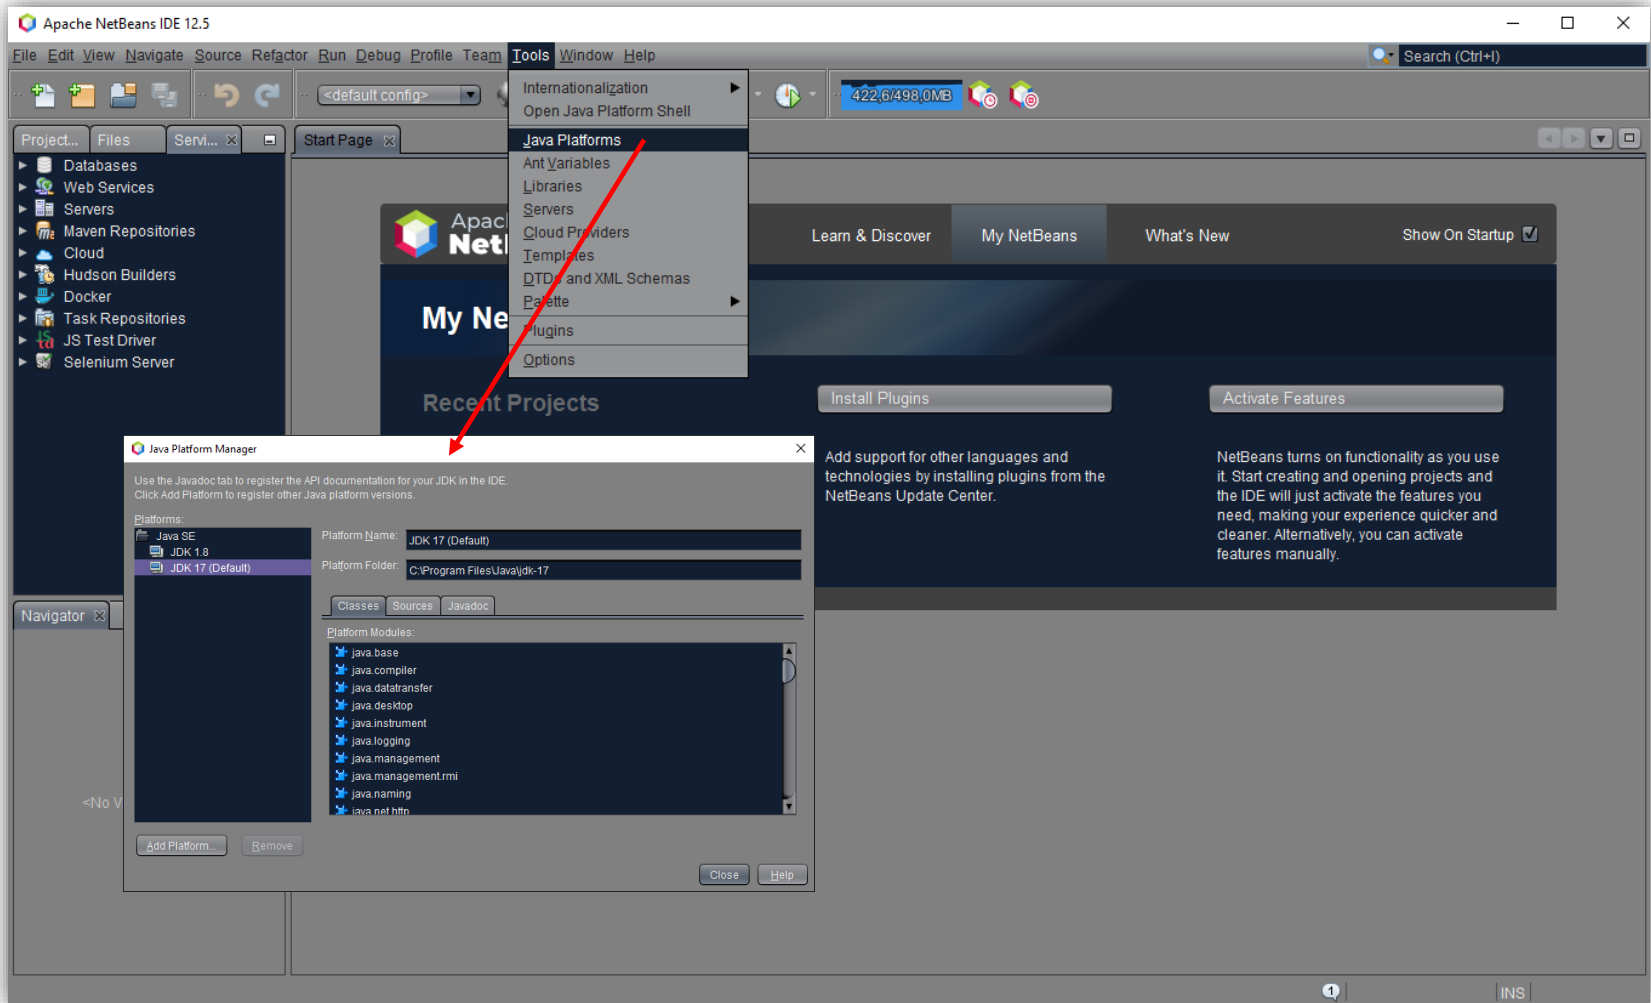 Apache NetBeans IDE 12.5
File Edit View Navigate Source Refactor Run Debug Profile Team Tools Window Help
Search (Ctrl+I)
<default config>
422,6/498,0MB
Internationalization
Open Java Platform Shell
Java Platforms
Ant Variables
Libraries
Servers
Cloud Providers
Templates
DTDs and XML Schemas
Palette
Plugins
Options
Project... Files Servi...
Start Page
Databases
Web Services
Servers
Maven Repositories
Cloud
Hudson Builders
Docker
Task Repositories
JS Test Driver
Selenium Server
Learn & Discover
My NetBeans
What's New
Show On Startup
Recent Projects
Install Plugins
Activate Features
Add support for other languages and
technologies by installing plugins from the
NetBeans Update Center.
NetBeans turns on functionality as you use
it. Start creating and opening projects and
the IDE will just activate the features you
need, making your experience quicker and
cleaner. Alternatively, you can activate
features manually.
Navigator
<No V
Java Platform Manager
Use the Javadoc tab to register the API documentation for your JDK in the IDE.
Click Add Platform to register other Java platform versions.
Platforms:
Java SE
JDK 1.8
JDK 17 (Default)
Platform Name: JDK 17 (Default)
Platform Folder: C:\Program Files\Java\jdk-17
Classes Sources Javadoc
Platform Modules:
java.base
java.compiler
java.datatransfer
java.desktop
java.instrument
java.logging
java.management
java.management.rmi
java.naming
java.net.http
Add Platform...
Remove
Close
Help
1
INS